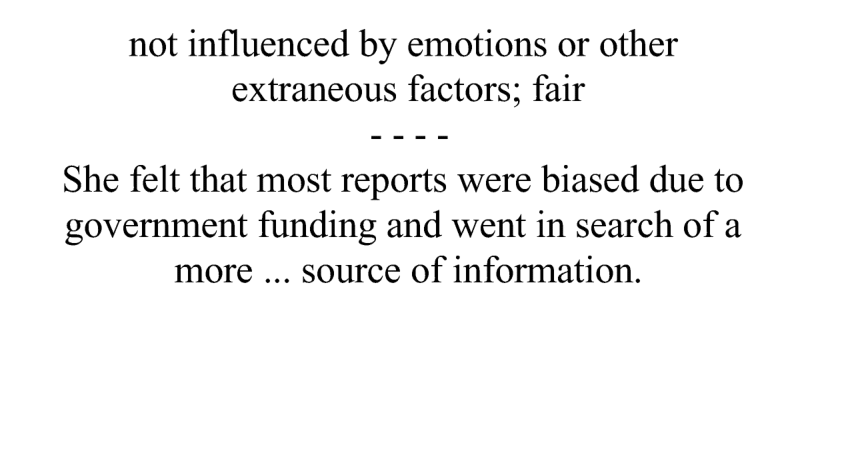 not influenced by emotions or other
extraneous factors; fair
- - - -
She felt that most reports were biased due to
government funding and went in search of a
more ... source of information.